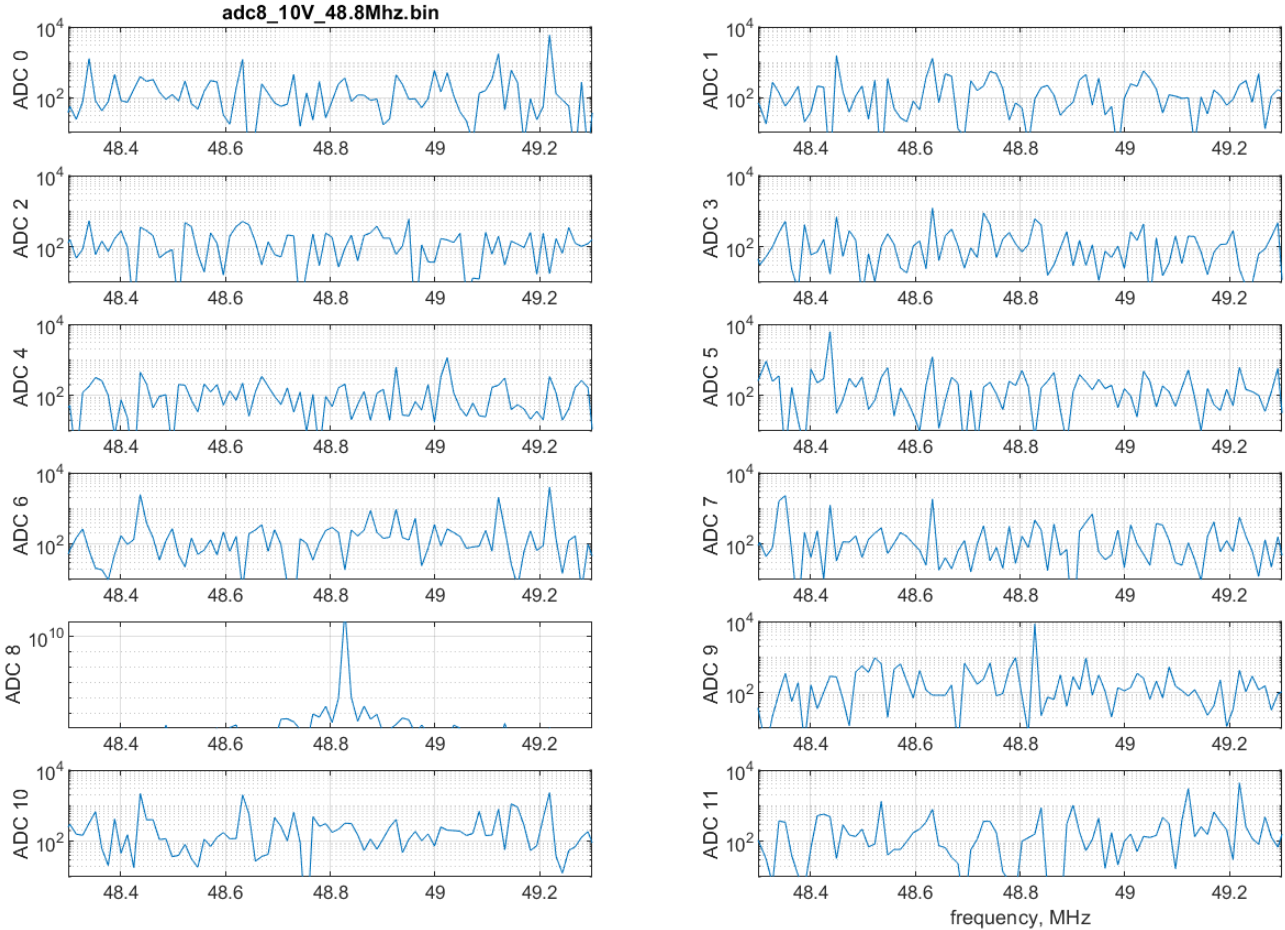 adc8_10V_48.8Mhz.bin
ADC 0
10^4
10^2
48.4 48.6 48.8 49 49.2
ADC 1
10^4
10^2
48.4 48.6 48.8 49 49.2
ADC 2
10^4
10^2
48.4 48.6 48.8 49 49.2
ADC 3
10^4
10^2
48.4 48.6 48.8 49 49.2
ADC 4
10^4
10^2
48.4 48.6 48.8 49 49.2
ADC 5
10^4
10^2
48.4 48.6 48.8 49 49.2
ADC 6
10^4
10^2
48.4 48.6 48.8 49 49.2
ADC 7
10^4
10^2
48.4 48.6 48.8 49 49.2
ADC 8
10^10
48.4 48.6 48.8 49 49.2
ADC 9
10^4
10^2
48.4 48.6 48.8 49 49.2
ADC 10
10^4
10^2
48.4 48.6 48.8 49 49.2
ADC 11
10^4
10^2
48.4 48.6 48.8 49 49.2
frequency, MHz